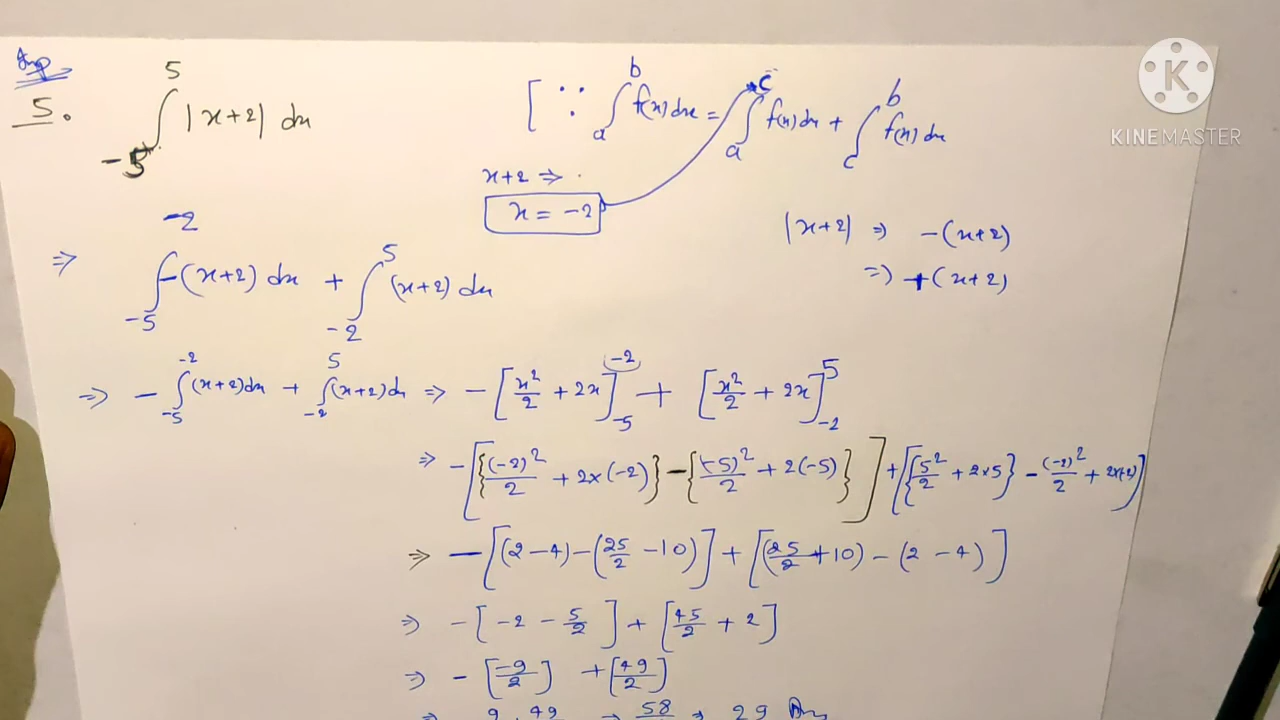 Ans
5. ∫_{-5}^{5} |x+2| dx [∵ ∫_a^b f(x)dx = ∫_a^c f(x)dx + ∫_c^b f(x)dx
KINEMASTER
x+2 ⇒
x = -2
|x+2| ⇒ -(x+2)
⇒ +(x+2)
⇒ ∫_{-5}^{-2} -(x+2) dx + ∫_{-2}^{5} (x+2) dx
⇒ - ∫_{-5}^{-2} (x+2)dx + ∫_{-2}^{5} (x+2)dx ⇒ - [x²/2 + 2x]_{-5}^{-2} + [x²/2 + 2x]_{-2}^{5}
⇒ - [{(-2)²/2 + 2×(-2)} - {(-5)²/2 + 2(-5)}] + [{5²/2 + 2×5} - (-2)²/2 + 2×(-2)]
⇒ - [(2-4) - (25/2 - 10)] + [(25/2 + 10) - (2 - 4)]
⇒ - [-2 - 5/2] + [45/2 + 2]
⇒ - [-9/2] + [49/2]
⇒ 58 ⇒ 29 Ans